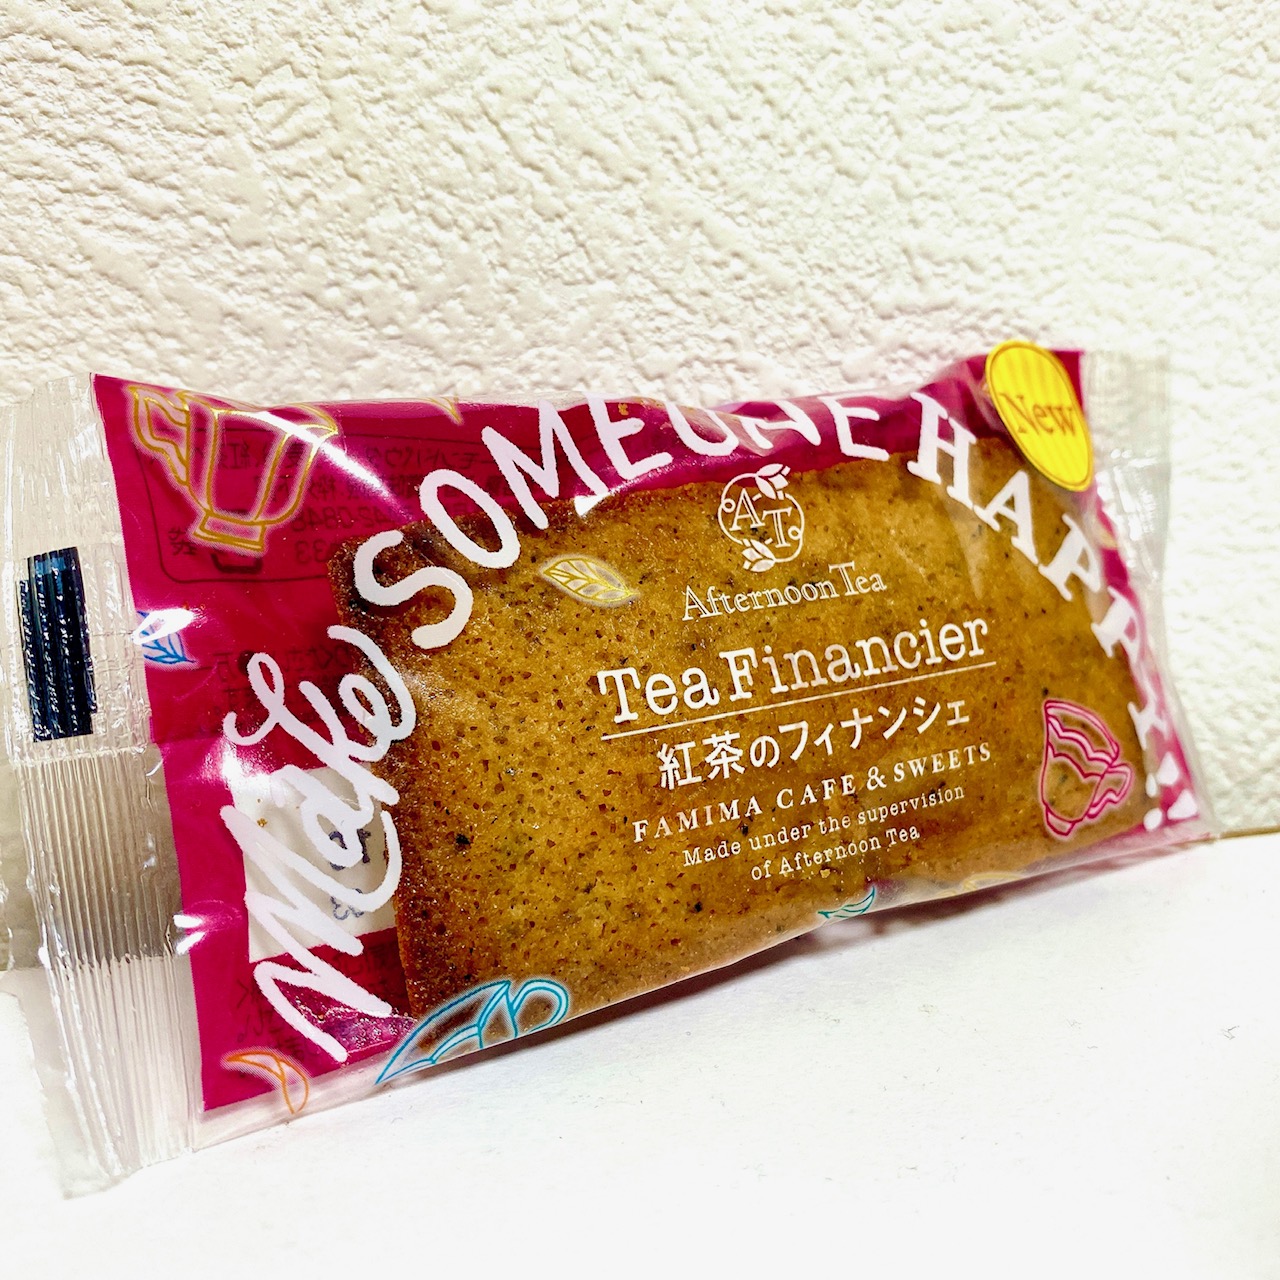 Make SOMEONE HAPPY!!
New
A.T.
Afternoon Tea
Tea Financier
紅茶のフィナンシェ
FAMIMA CAFE & SWEETS
Made under the supervision
of Afternoon Tea